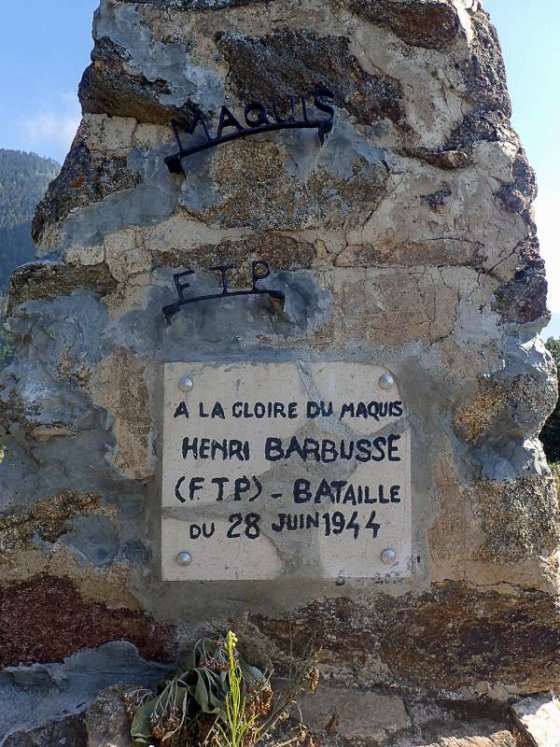 MAQUIS
FTP
A LA GLOIRE DU MAQUIS
HENRI BARBUSSE
(FTP) - BATAILLE
DU 28 JUIN 1944